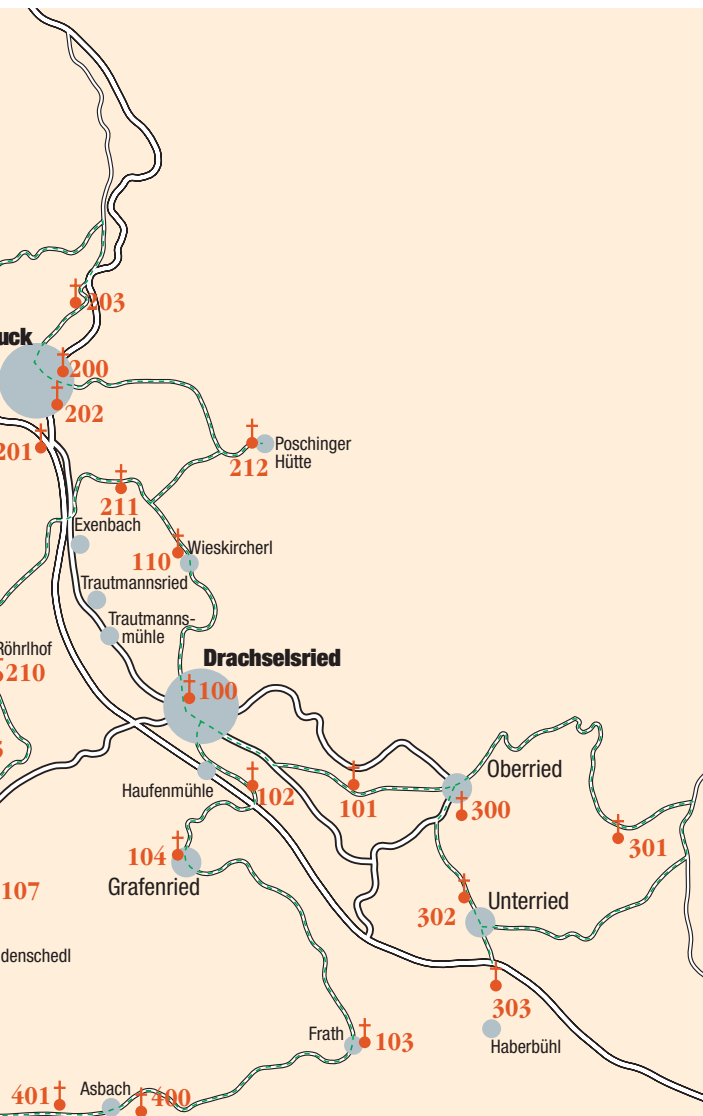 203
uck
200
202
201
Poschinger
Hütte
212
211
Exenbach
110
Wieskircherl
Trautmannsried
Trautmanns-
mühle
Röhrlhof
210
Drachselsried
100
Oberried
Haufenmühle
102
101
300
104
301
Grafenried
107
Unterried
302
denschedl
303
Frath
103
Haberbühl
401
Asbach
400